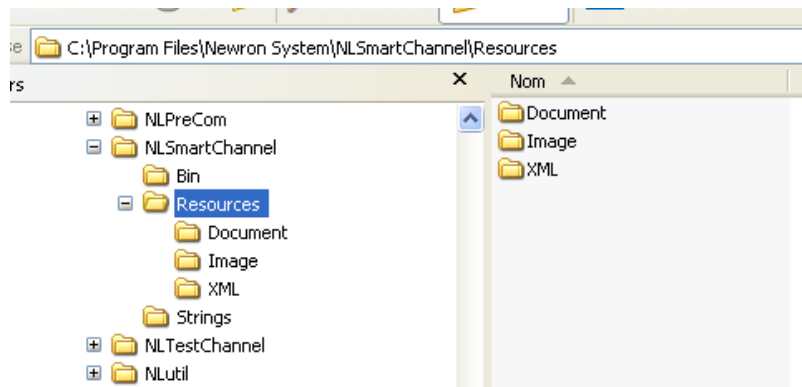 se C:\Program Files\Newron System\NLSmartChannel\Resources
rs
Nom
NLPreCom
NLSmartChannel
Bin
Resources
Document
Image
XML
Strings
NLTestChannel
NLutil
Document
Image
XML